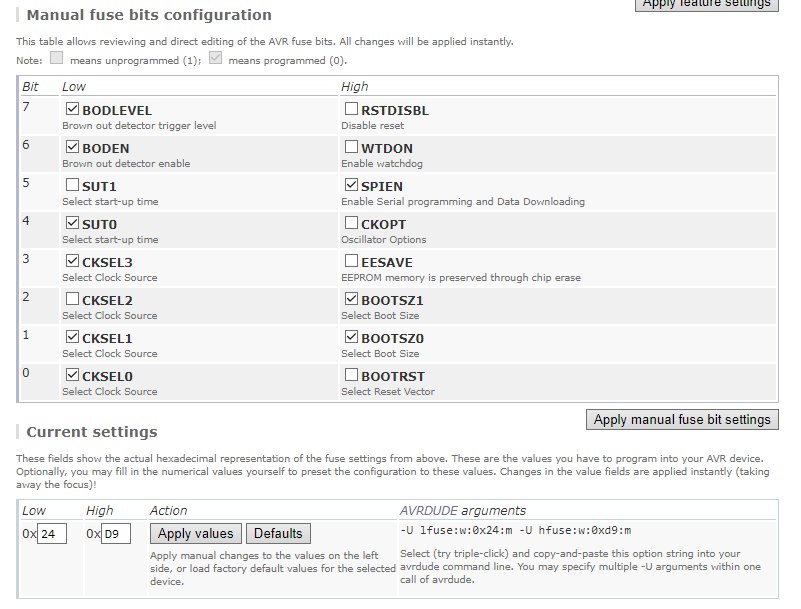 Apply feature settings
Manual fuse bits configuration
This table allows reviewing and direct editing of the AVR fuse bits. All changes will be applied instantly.
Note: means unprogrammed (1); means programmed (0).
Bit Low High
7 BODLEVEL RSTDISBL
Brown out detector trigger level Disable reset
6 BODEN WTDON
Brown out detector enable Enable watchdog
5 SUT1 SPIEN
Select start-up time Enable Serial programming and Data Downloading
4 SUT0 CKOPT
Select start-up time Oscillator Options
3 CKSEL3 EESAVE
Select Clock Source EEPROM memory is preserved through chip erase
2 CKSEL2 BOOTSZ1
Select Clock Source Select Boot Size
1 CKSEL1 BOOTSZ0
Select Clock Source Select Boot Size
0 CKSEL0 BOOTRST
Select Clock Source Select Reset Vector
Apply manual fuse bit settings
Current settings
These fields show the actual hexadecimal representation of the fuse settings from above. These are the values you have to program into your AVR device.
Optionally, you may fill in the numerical values yourself to preset the configuration to these values. Changes in the value fields are applied instantly (taking
away the focus)!
Low High Action AVRDUDE arguments
0x 24 0x D9 Apply values Defaults -U lfuse:w:0x24:m -U hfuse:w:0xd9:m
Apply manual changes to the values on the left
side, or load factory default values for the selected
device.
Select (try triple-click) and copy-and-paste this option string into your
avrdude command line. You may specify multiple -U arguments within one
call of avrdude.